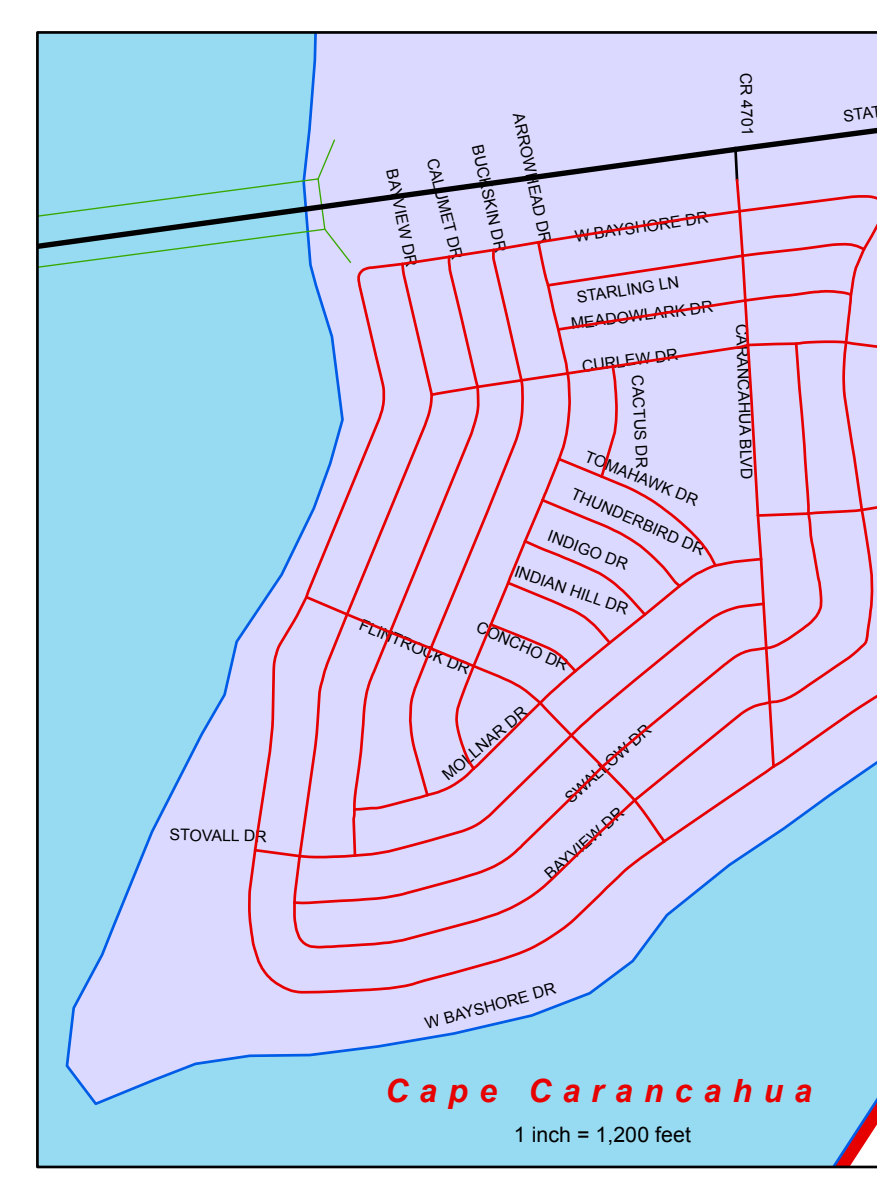 CR 4701
STAT
ARROWHEAD DR
BUCKSKIN DR
CALUMET DR
BAYVIEW DR
W BAYSHORE DR
STARLING LN
MEADOWLARK DR
CURLEW DR
CARANCAHUA BLVD
CACTUS DR
TOMAHAWK DR
THUNDERBIRD DR
INDIGO DR
INDIAN HILL DR
CONCHO DR
FLINTROCK DR
MOLLNAR DR
SWALLOW DR
STOVALL DR
BAYVIEW DR
W BAYSHORE DR
Cape Carancahua
1 inch = 1,200 feet